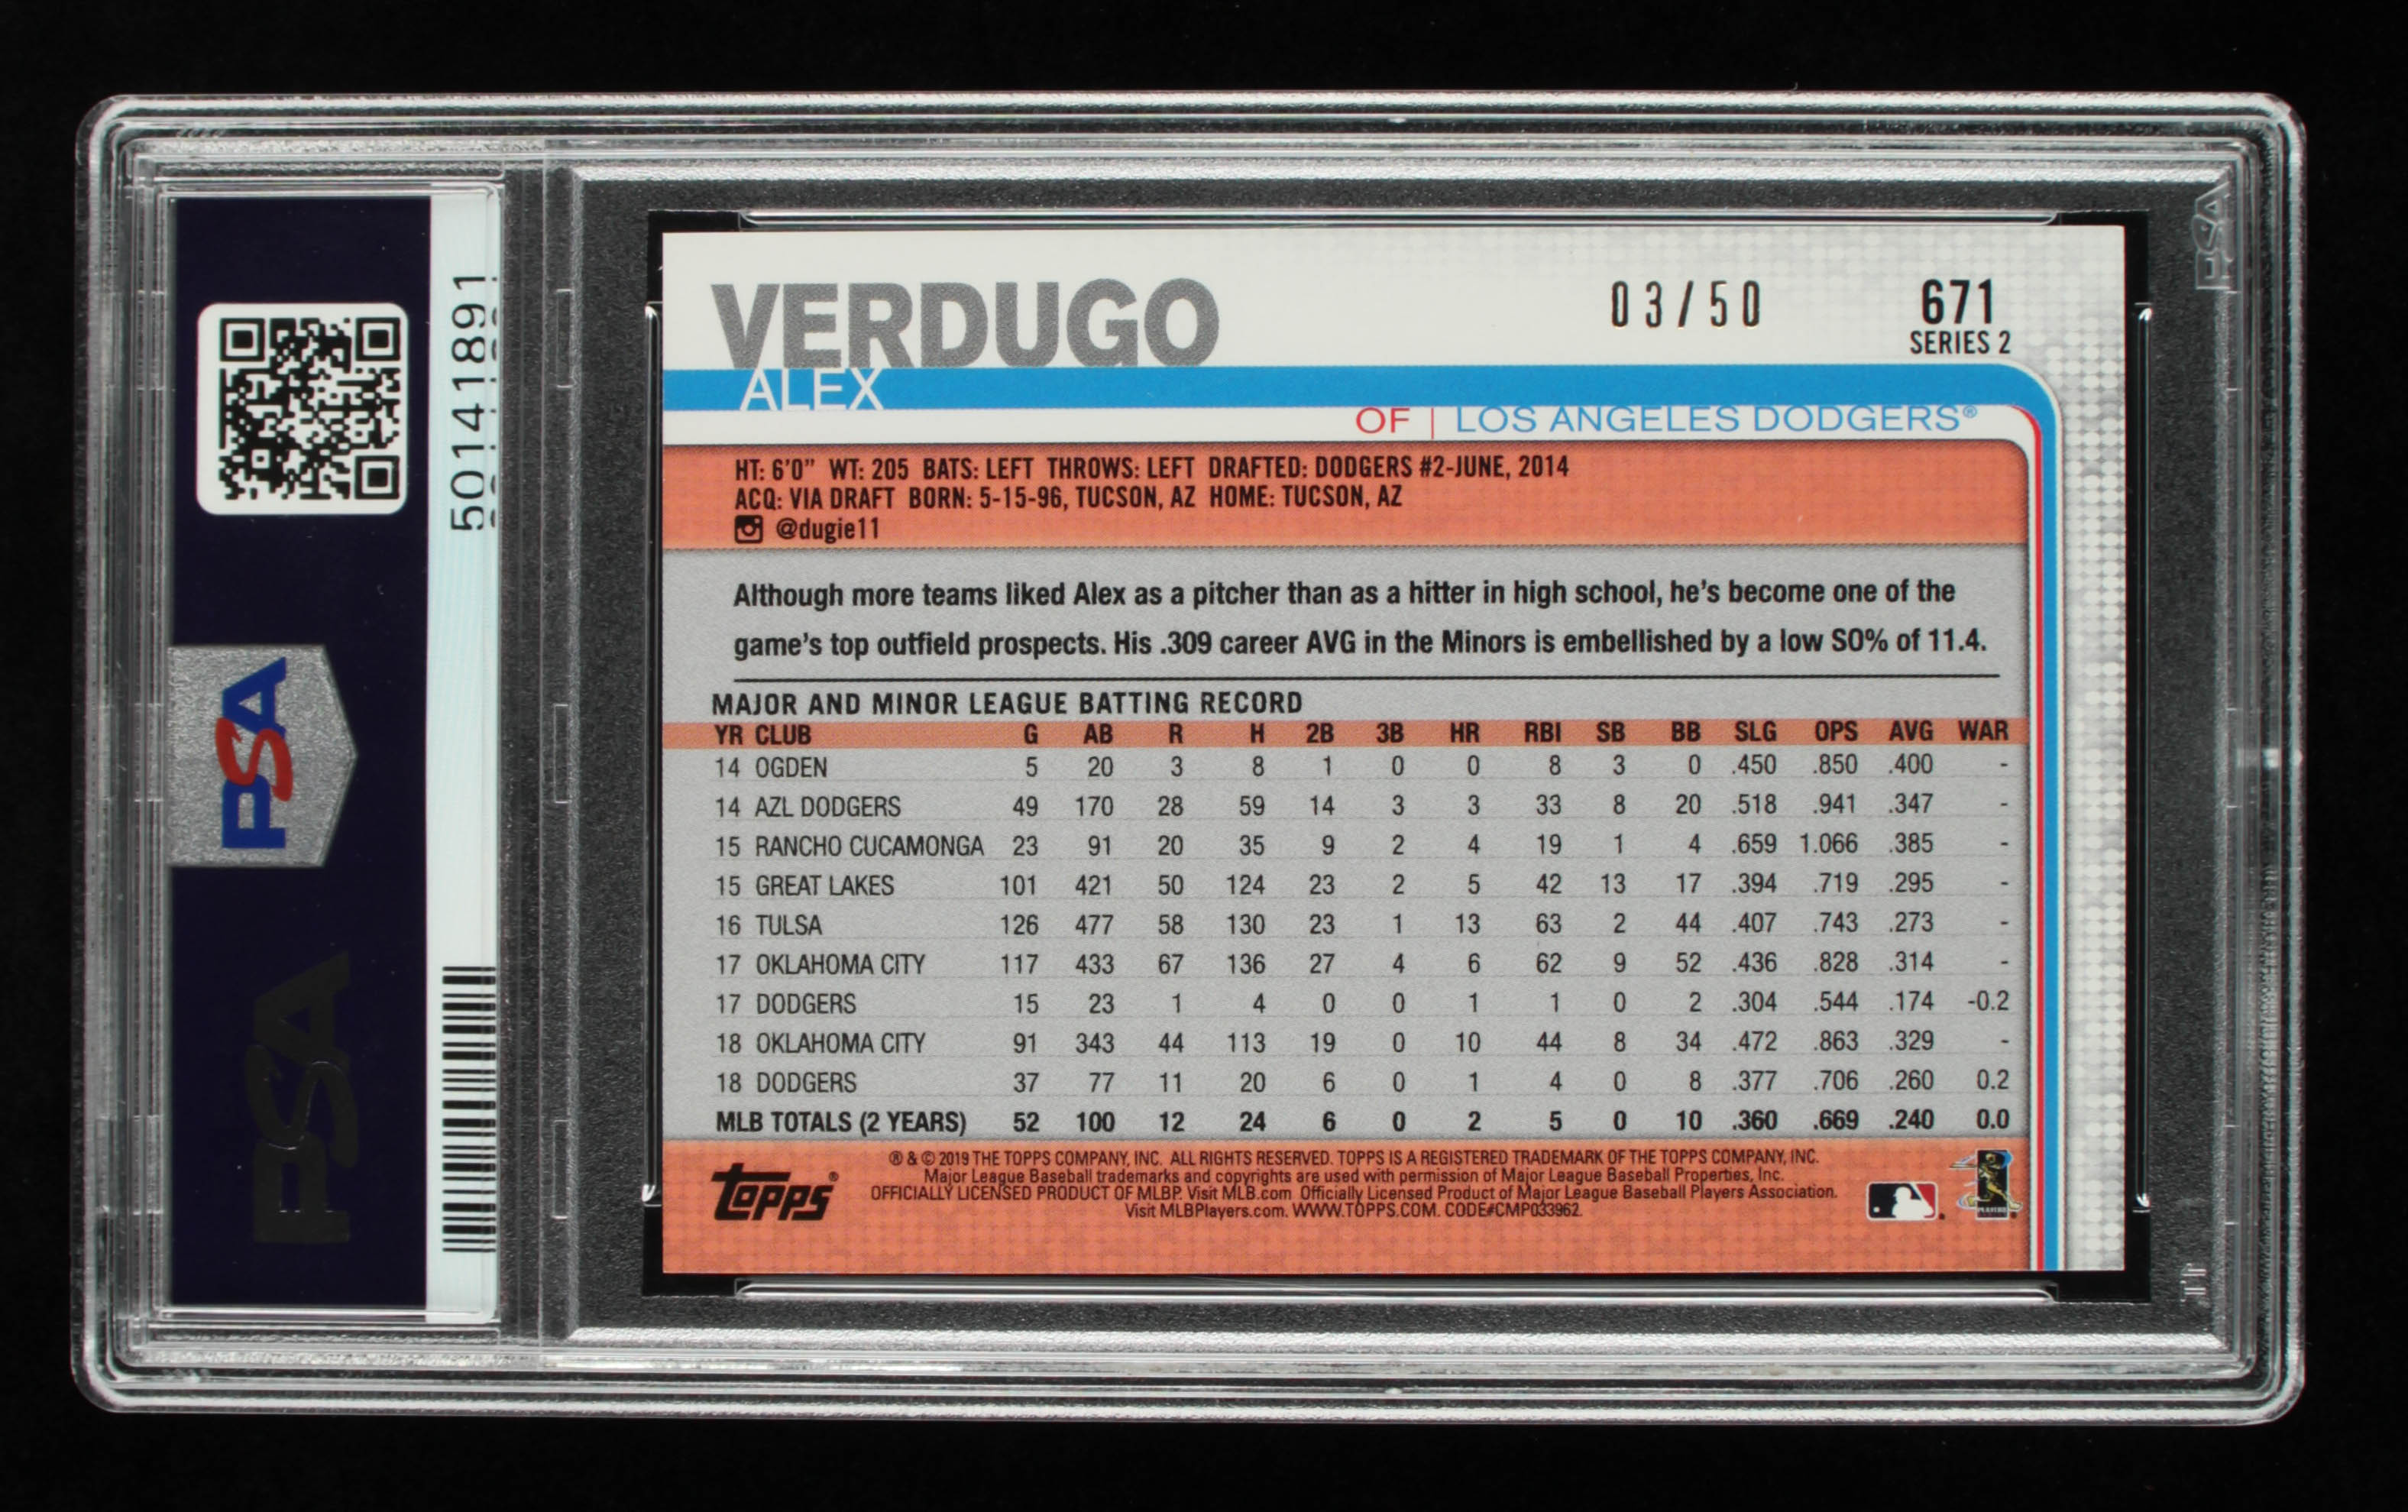 50141891
PSA
PSA
PSA
VERDUGO
03/50
671
SERIES 2
ALEX
OF | LOS ANGELES DODGERS®
HT: 6'0" WT: 205 BATS: LEFT THROWS: LEFT DRAFTED: DODGERS #2-JUNE, 2014
ACQ: VIA DRAFT BORN: 5-15-96, TUCSON, AZ HOME: TUCSON, AZ
@dugie11
Although more teams liked Alex as a pitcher than as a hitter in high school, he's become one of the
game's top outfield prospects. His .309 career AVG in the Minors is embellished by a low SO% of 11.4.
MAJOR AND MINOR LEAGUE BATTING RECORD
YR CLUB G AB R H 2B 3B HR RBI SB BB SLG OPS AVG WAR
14 OGDEN 5 20 3 8 1 0 0 8 3 0 .450 .850 .400 -
14 AZL DODGERS 49 170 28 59 14 3 3 33 8 20 .518 .941 .347 -
15 RANCHO CUCAMONGA 23 91 20 35 9 2 4 19 1 4 .659 1.066 .385 -
15 GREAT LAKES 101 421 50 124 23 2 5 42 13 17 .394 .719 .295 -
16 TULSA 126 477 58 130 23 1 13 63 2 44 .407 .743 .273 -
17 OKLAHOMA CITY 117 433 67 136 27 4 6 62 9 52 .436 .828 .314 -
17 DODGERS 15 23 1 4 0 0 1 1 0 2 .304 .544 .174 -0.2
18 OKLAHOMA CITY 91 343 44 113 19 0 10 44 8 34 .472 .863 .329 -
18 DODGERS 37 77 11 20 6 0 1 4 0 8 .377 .706 .260 0.2
MLB TOTALS (2 YEARS) 52 100 12 24 6 0 2 5 0 10 .360 .669 .240 0.0
Topps®
® & © 2019 THE TOPPS COMPANY, INC. ALL RIGHTS RESERVED. TOPPS IS A REGISTERED TRADEMARK OF THE TOPPS COMPANY, INC.
Major League Baseball trademarks and copyrights are used with permission of Major League Baseball Properties, Inc.
OFFICIALLY LICENSED PRODUCT OF MLBP. Visit MLB.com Officially Licensed Product of Major League Baseball Players Association.
Visit MLBPlayers.com. WWW.TOPPS.COM. CODE#CMP033962.